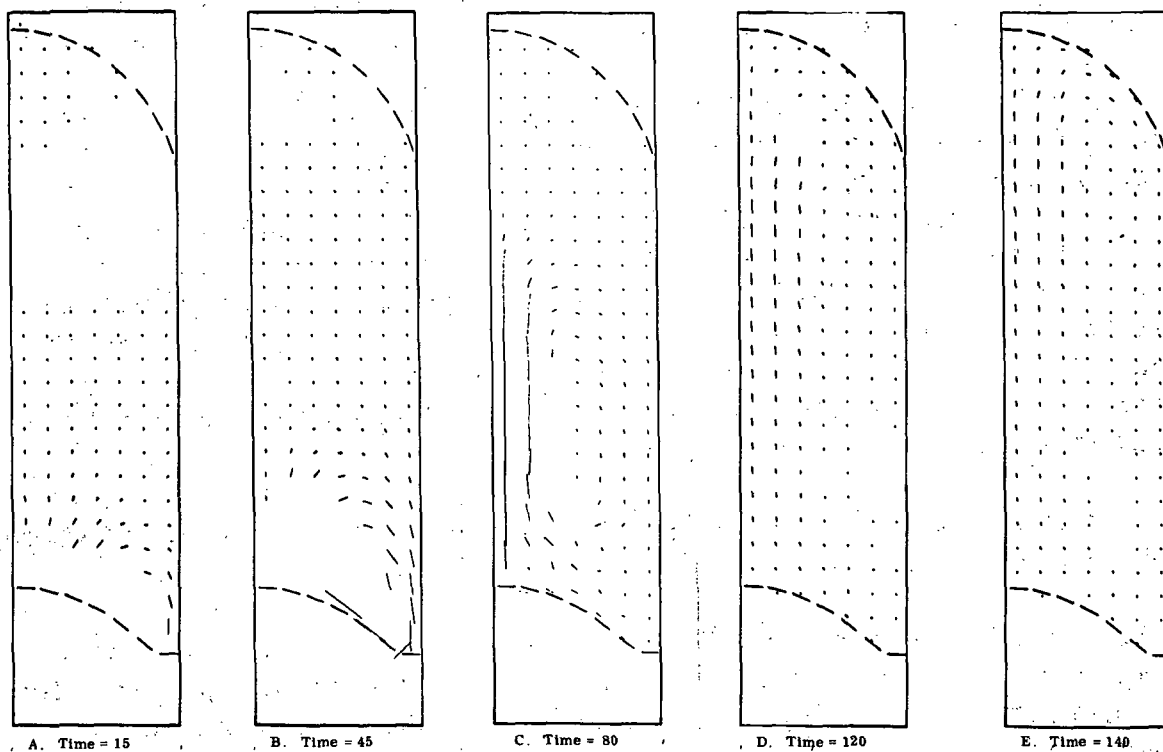 A. Time = 15
B. Time = 45
C. Time = 80
D. Time = 120
E. Time = 140